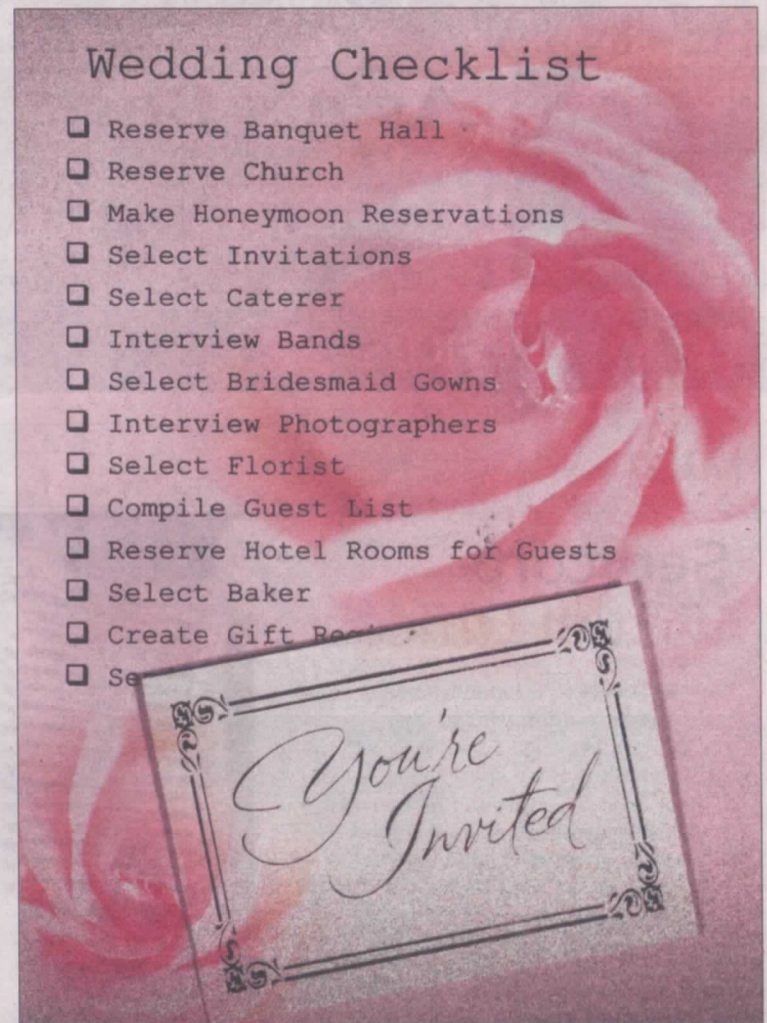 Wedding Checklist
❑ Reserve Banquet Hall
❑ Reserve Church
❑ Make Honeymoon Reservations
❑ Select Invitations
❑ Select Caterer
❑ Interview Bands
❑ Select Bridesmaid Gowns
❑ Interview Photographers
❑ Select Florist
❑ Compile Guest List
❑ Reserve Hotel Rooms for Guests
❑ Select Baker
❑ Create Gift
❑
You're
Invited